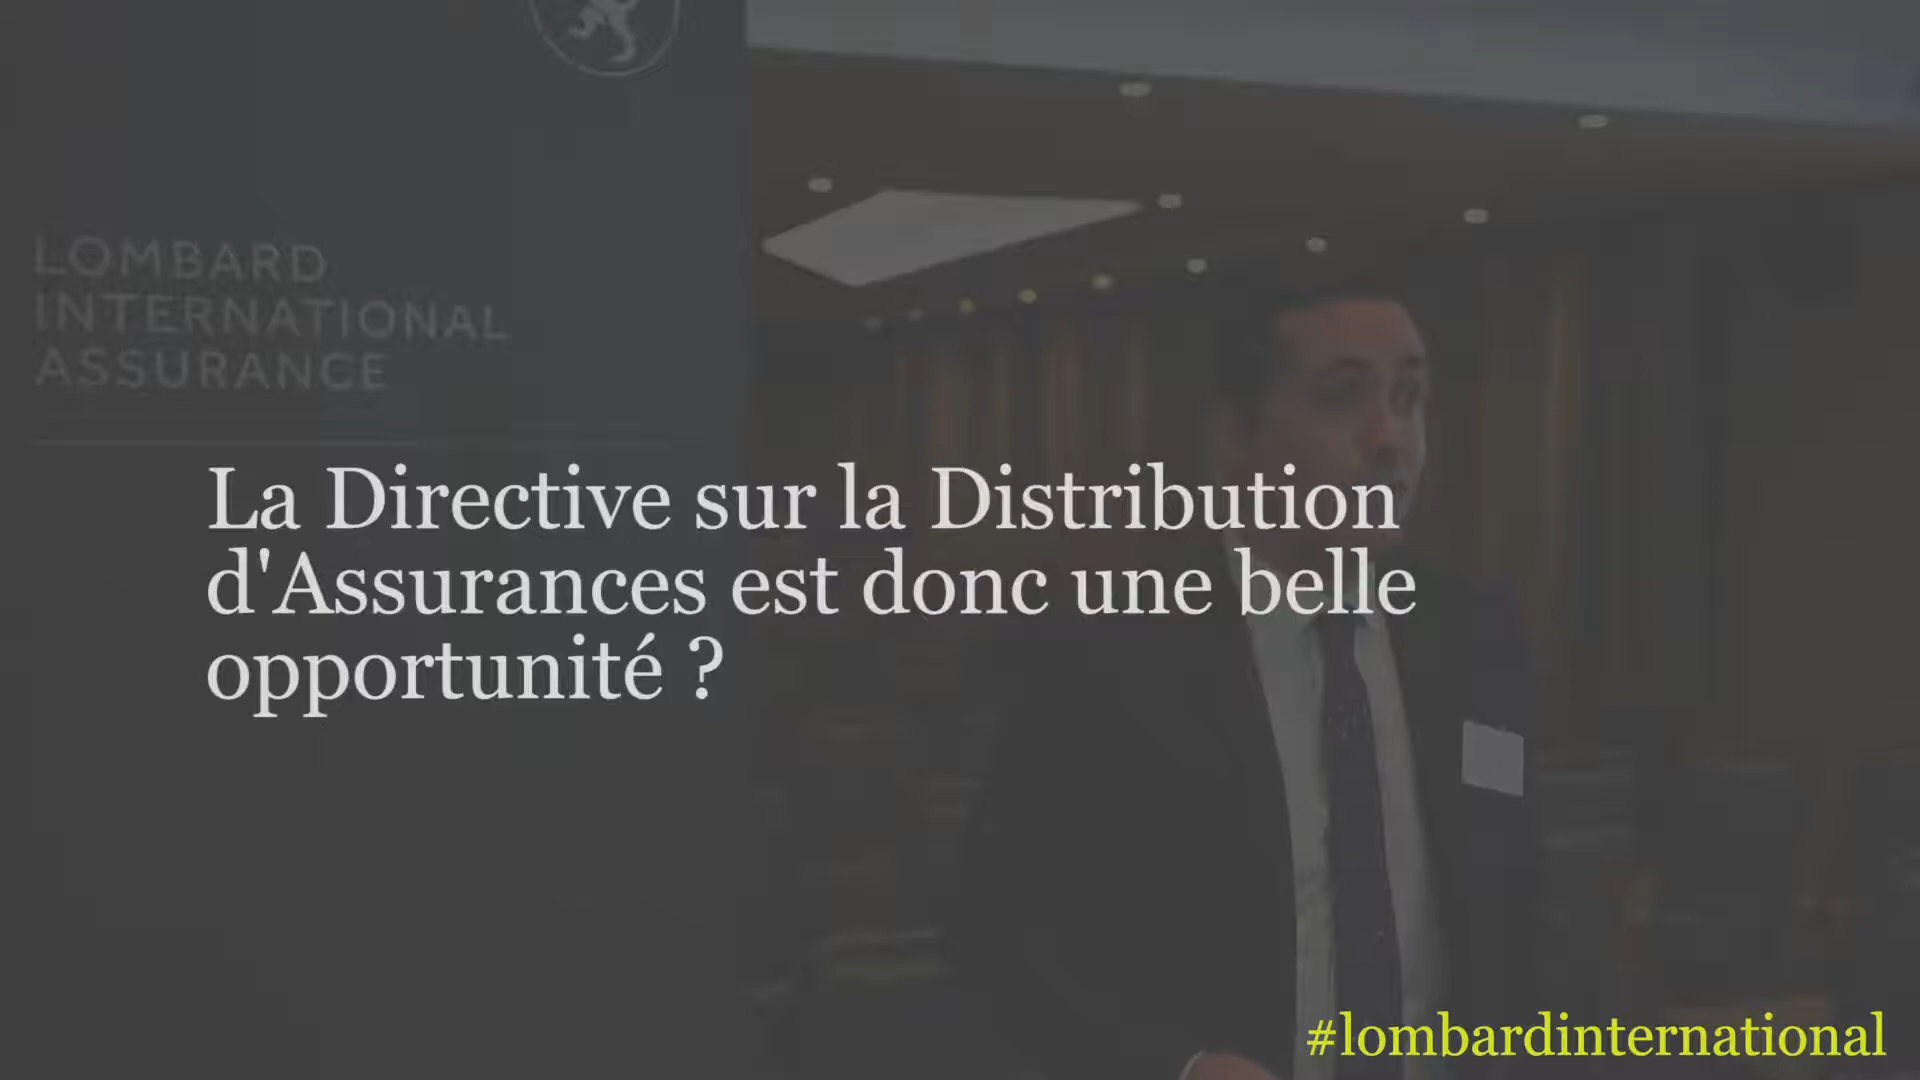 LOMBARD
INTERNATIONAL
ASSURANCE
La Directive sur la Distribution
d'Assurances est donc une belle
opportunité ?
#lombardinternational